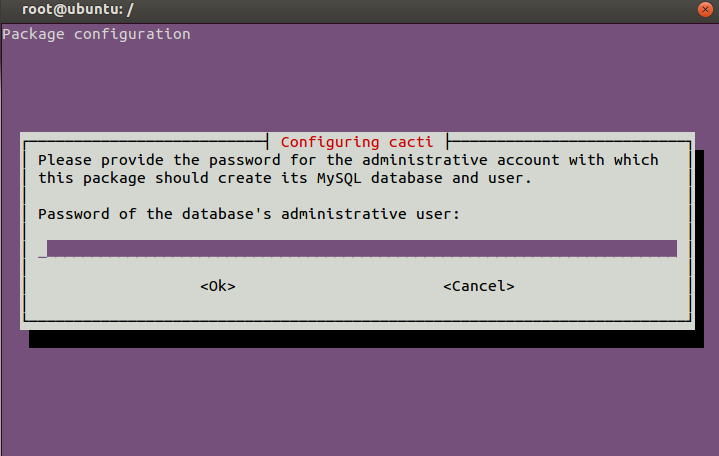 root@ubuntu: /
Package configuration
Configuring cacti
Please provide the password for the administrative account with which
this package should create its MySQL database and user.
Password of the database's administrative user:
<Ok> <Cancel>